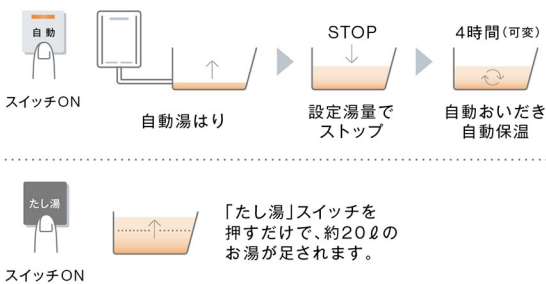 自動
スイッチON
自動湯はり
STOP
設定湯量で
ストップ
4時間(可変)
自動おいだき
自動保温
たし湯
スイッチON
「たし湯」スイッチを
押すだけで、約20ℓの
お湯が足されます。